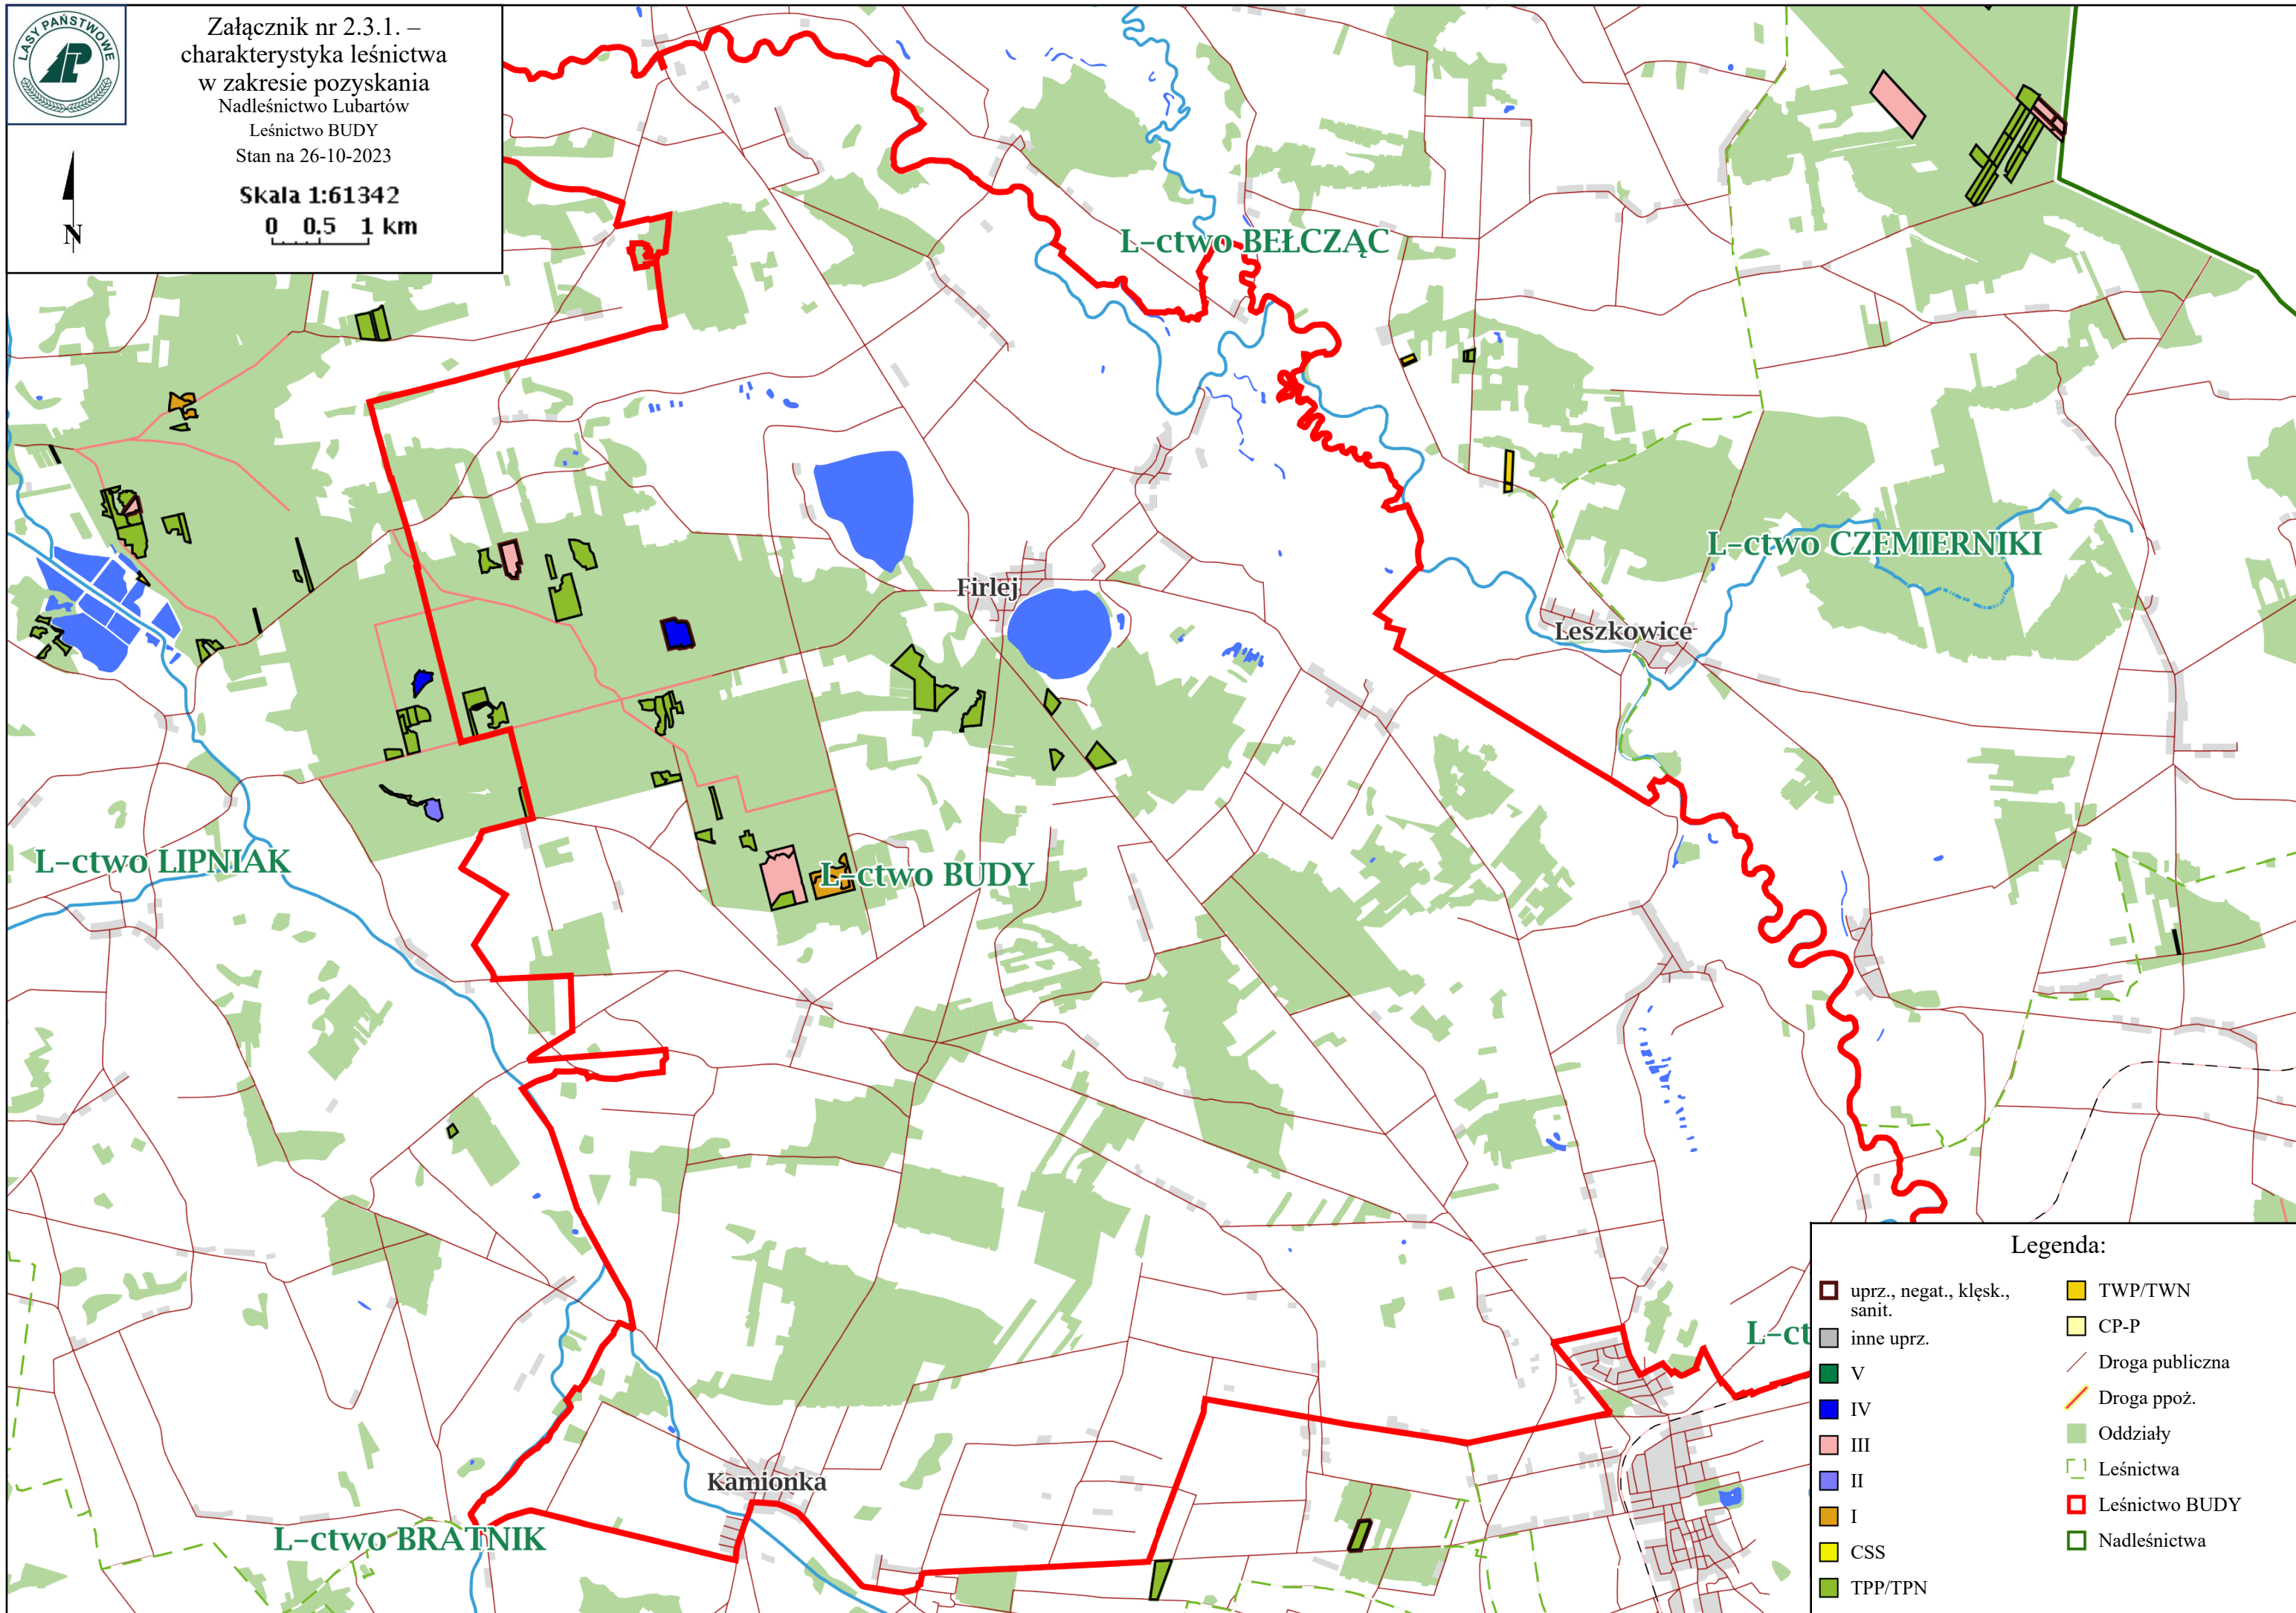 LASY PAŃSTWOWE
Załącznik nr 2.3.1. –
charakterystyka leśnictwa
w zakresie pozyskania
Nadleśnictwo Lubartów
Leśnictwo BUDY
Stan na 26-10-2023
Skala 1:61342
0 0.5 1 km
N
L-ctwo BEŁCZĄC
L-ctwo CZEMIERNIKI
Firlej
Leszkowice
L-ctwo LIPNIAK
L-ctwo BUDY
L-ct
Kamionka
L-ctwo BRATNIK
Legenda:
uprz., negat., klęsk.,
sanit.
inne uprz.
V
IV
III
II
I
CSS
TPP/TPN
TWP/TWN
CP-P
Droga publiczna
Droga ppoż.
Oddziały
Leśnictwa
Leśnictwo BUDY
Nadleśnictwa